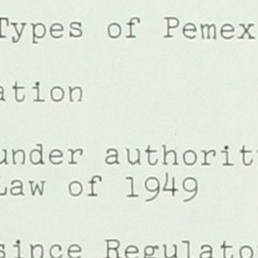 Types of Pemex
ation
under authorit
Law of 1949
since Regulato